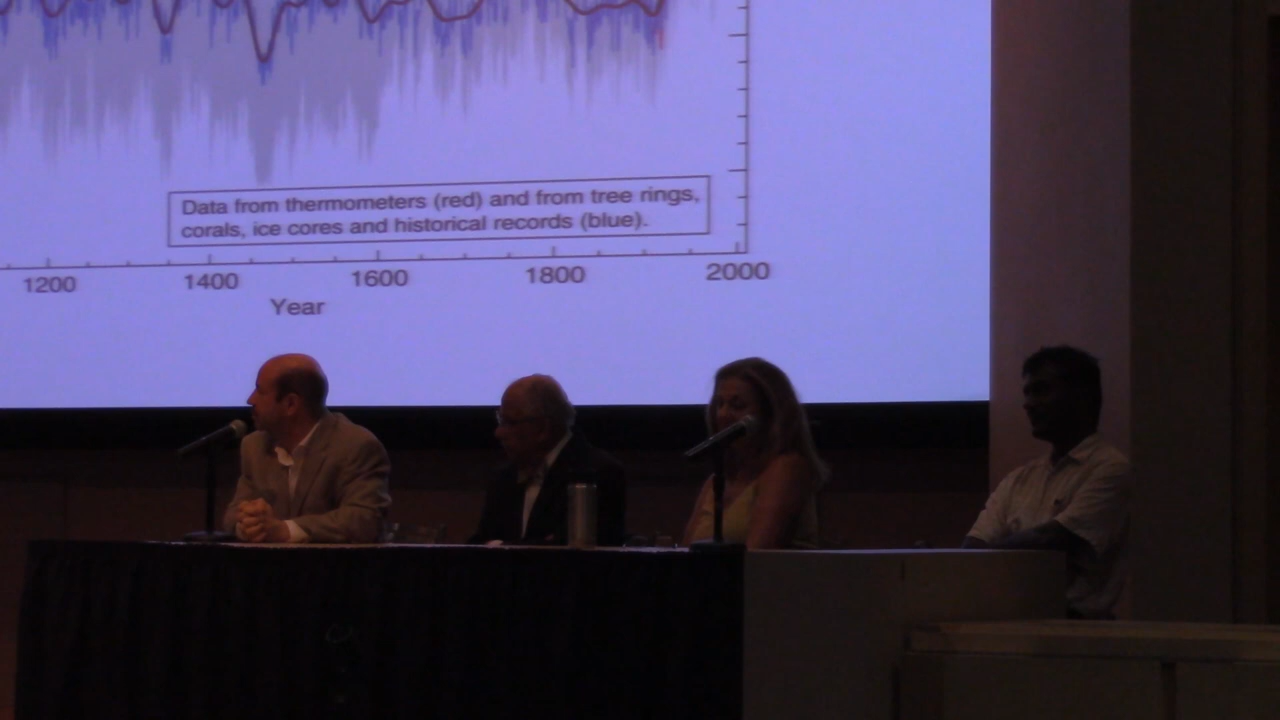 Data from thermometers (red) and from tree rings,
corals, ice cores and historical records (blue).
1200 1400 1600 1800 2000
Year